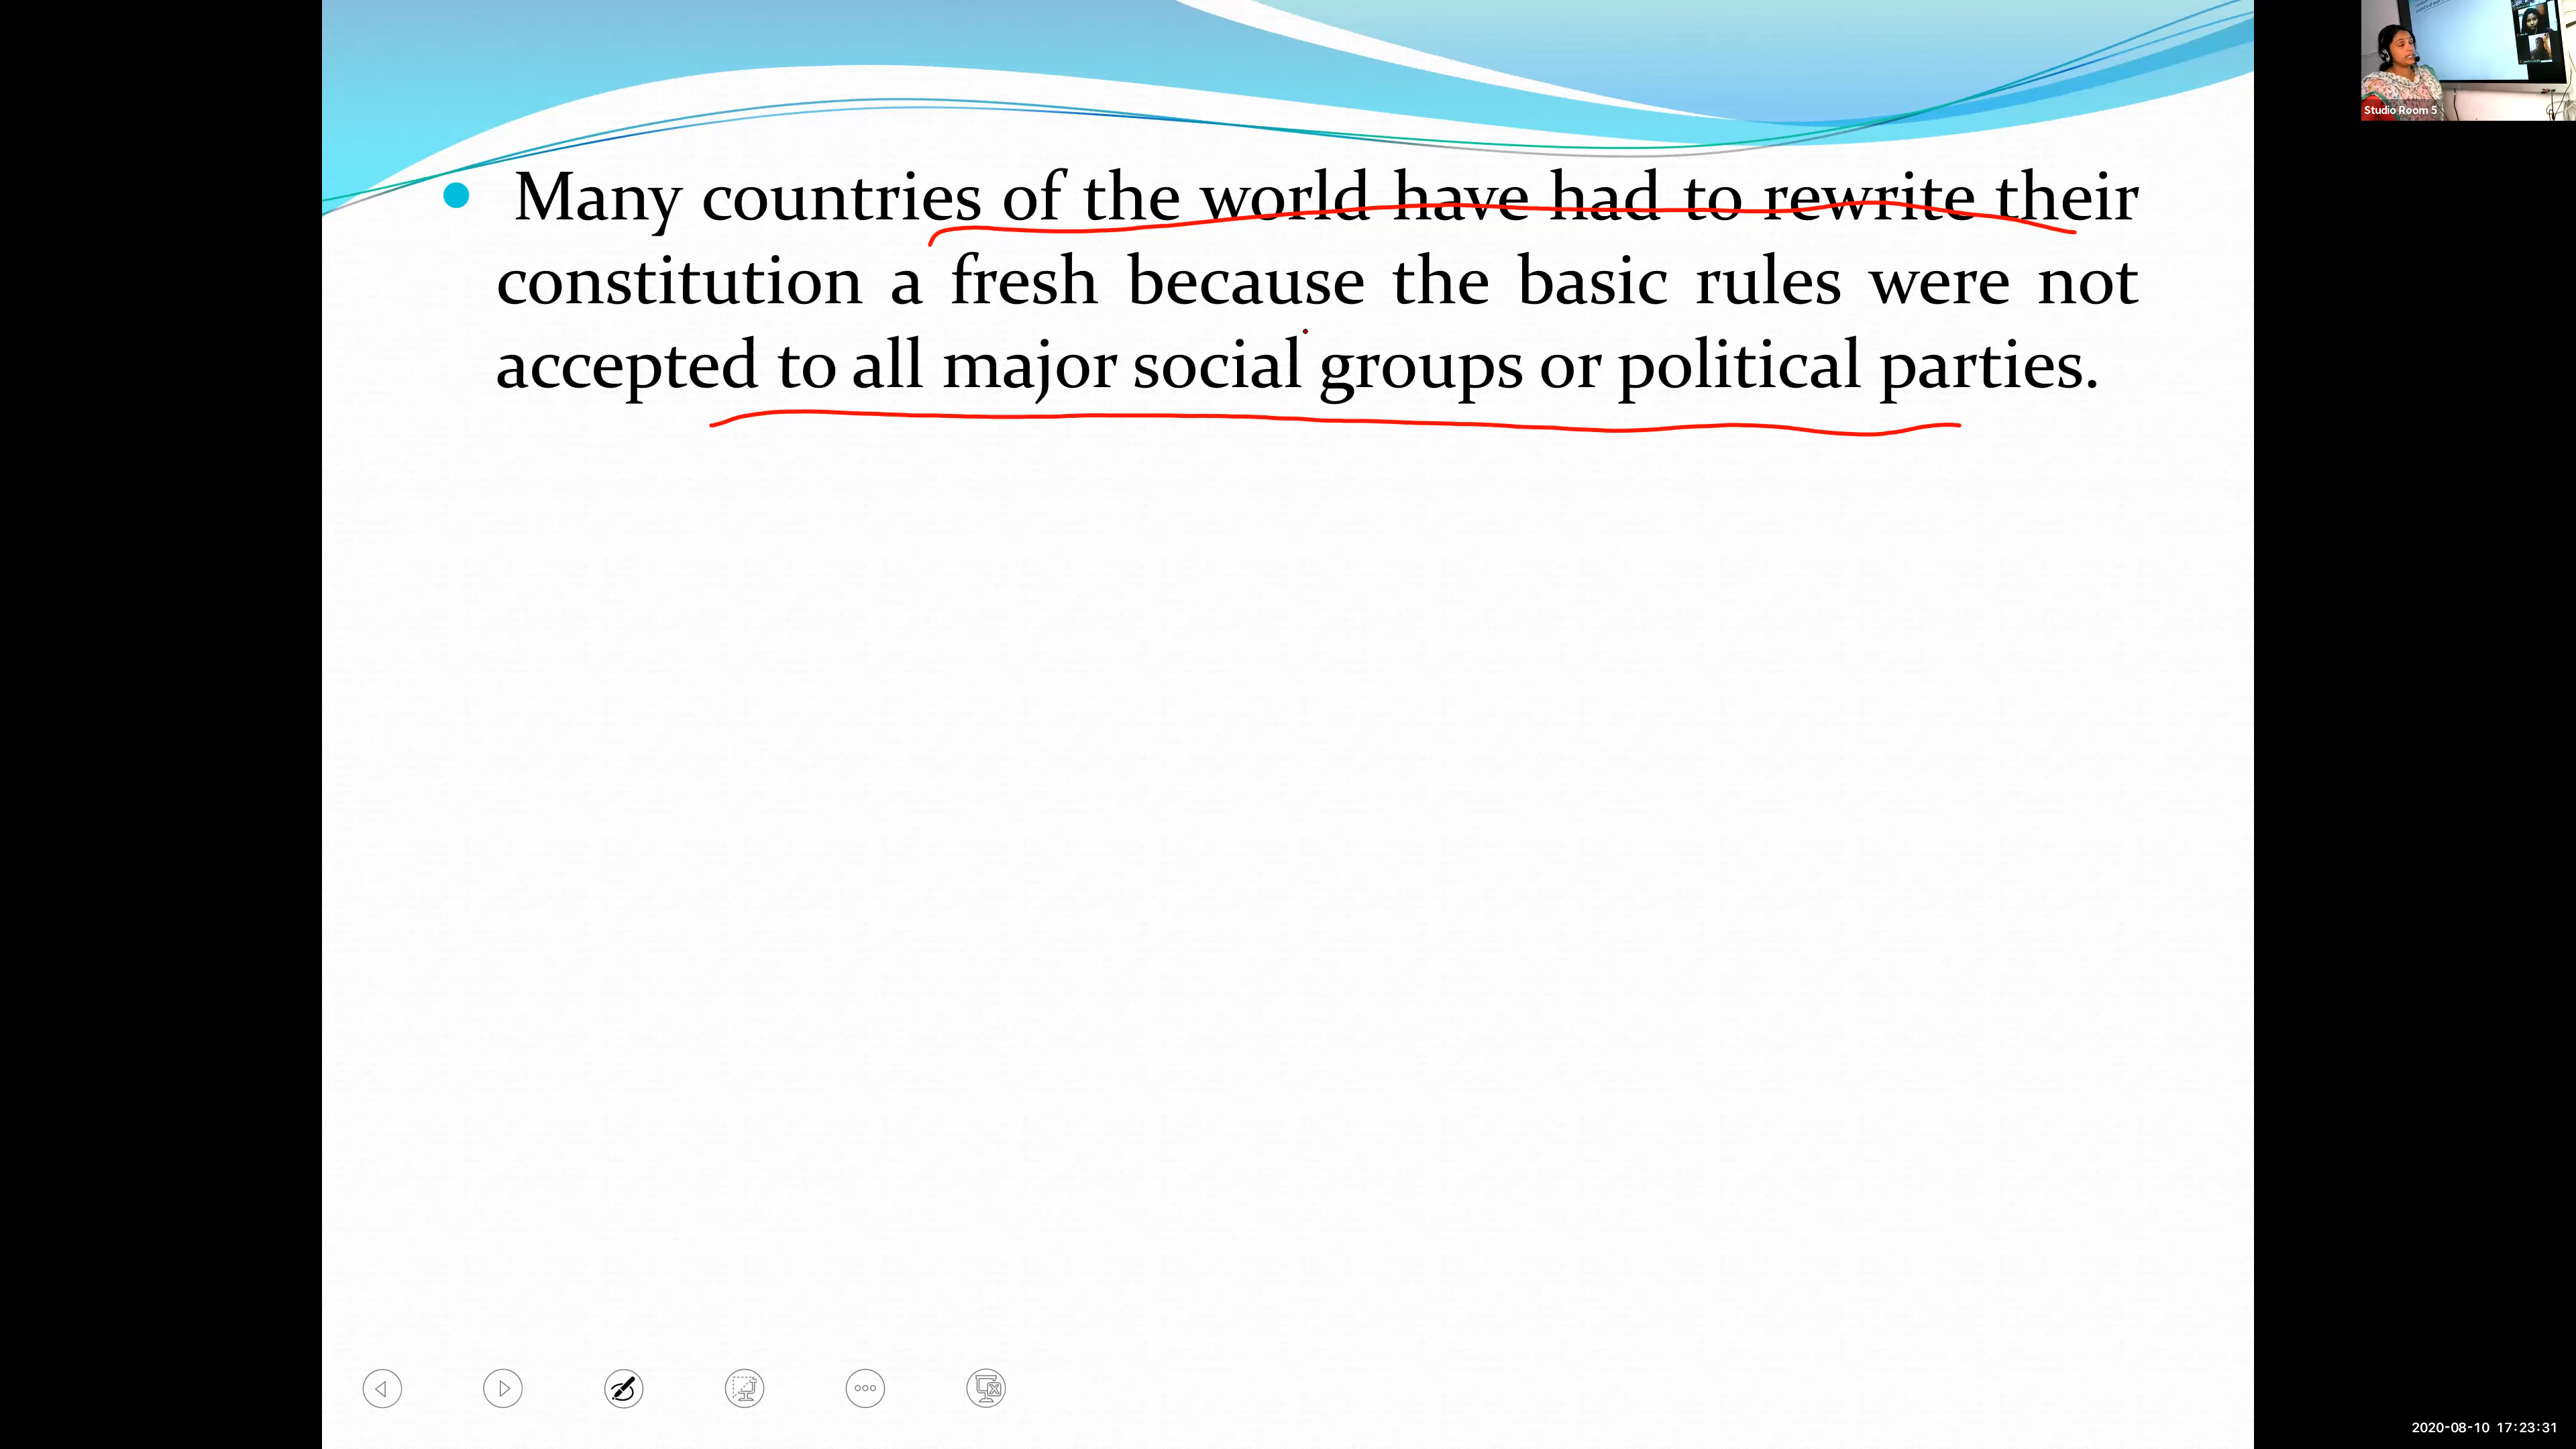 Studio Room 5
Many countries of the world have had to rewrite their
constitution a fresh because the basic rules were not
accepted to all major social groups or political parties.
2020-08-10 17:23:31